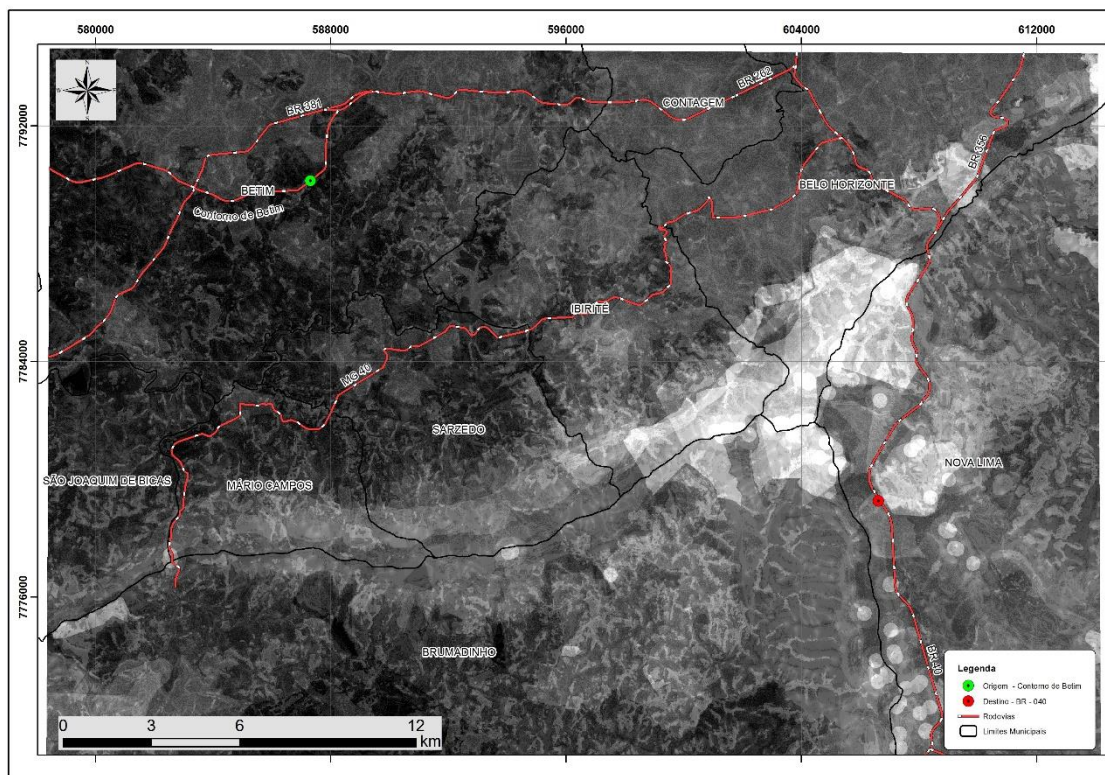 580000 588000 596000 604000 612000
BR 262
BR 381
CONTAGEM
7792000
BR 356
BETIM
BELO HORIZONTE
Contorno de Betim
IBIRITÉ
7784000
MG 40
SARZEDO
NOVA LIMA
SÃO JOAQUIM DE BICAS
MÁRIO CAMPOS
7776000
BRUMADINHO
BR 40
Legenda
Origem - Contorno de Betim
Destino - BR - 040
Rodovias
Limites Municipais
0 3 6 12
km